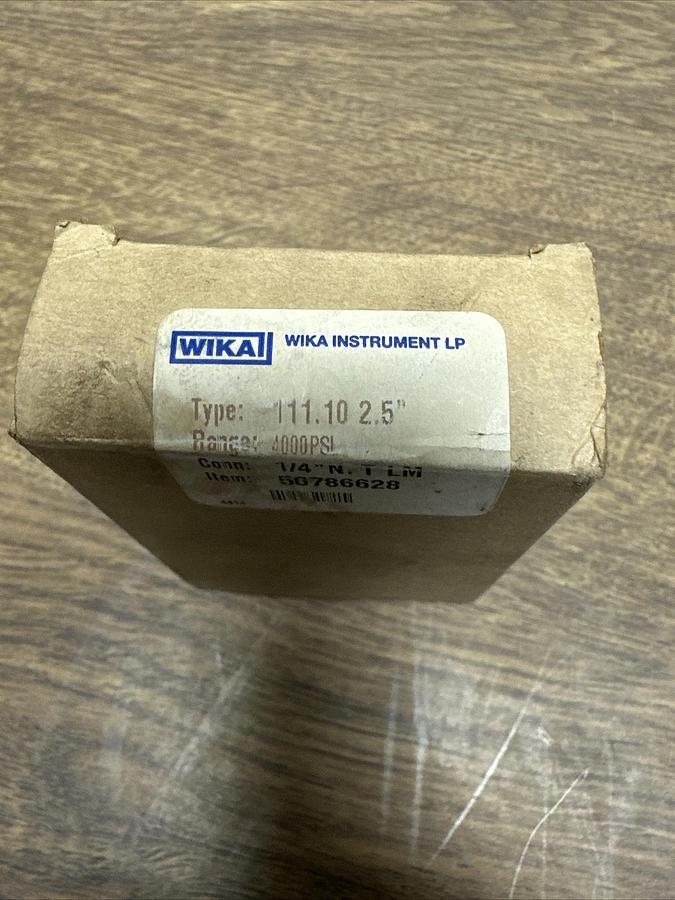 WIKA WIKA INSTRUMENT LP
Type: 111.10 2.5"
Range: 4000PSI
Conn: 1/4" LM
Item: 50786628